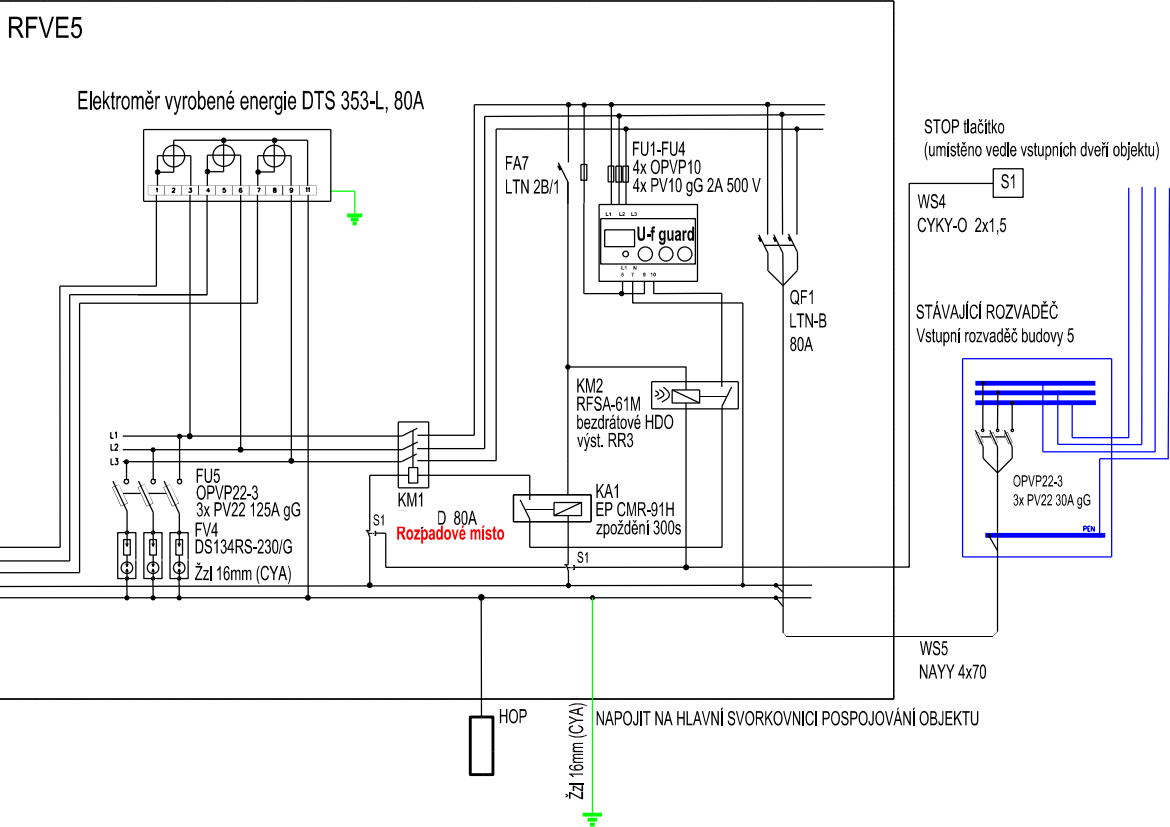 RFVE5
Elektroměr vyrobené energie DTS 353-L, 80A
1 2 3 4 5 6 7 8 9 11
FA7
LTN 2B/1
FU1-FU4
4x OPVP10
4x PV10 gG 2A 500 V
L1 L2 L3
U-f guard
L1 N
7 9 10
QF1
LTN-B
80A
STOP tlačítko
(umístěno vedle vstupních dveří objektu)
S1
WS4
CYKY-O 2x1,5
STÁVAJÍCÍ ROZVADĚČ
Vstupní rozvaděč budovy 5
OPVP22-3
3x PV22 30A gG
PEN
KM2
RFSA-61M
bezdrátové HDO
výst. RR3
L1
L2
L3
FU5
OPVP22-3
3x PV22 125A gG
FV4
DS134RS-230/G
Žzl 16mm (CYA)
KM1
D 80A
Rozpadové místo
S1
KA1
EP CMR-91H
zpoždění 300s
S1
WS5
NAYY 4x70
HOP
Žzl 16mm (CYA)
NAPOJIT NA HLAVNÍ SVORKOVNICI POSPOJOVÁNÍ OBJEKTU